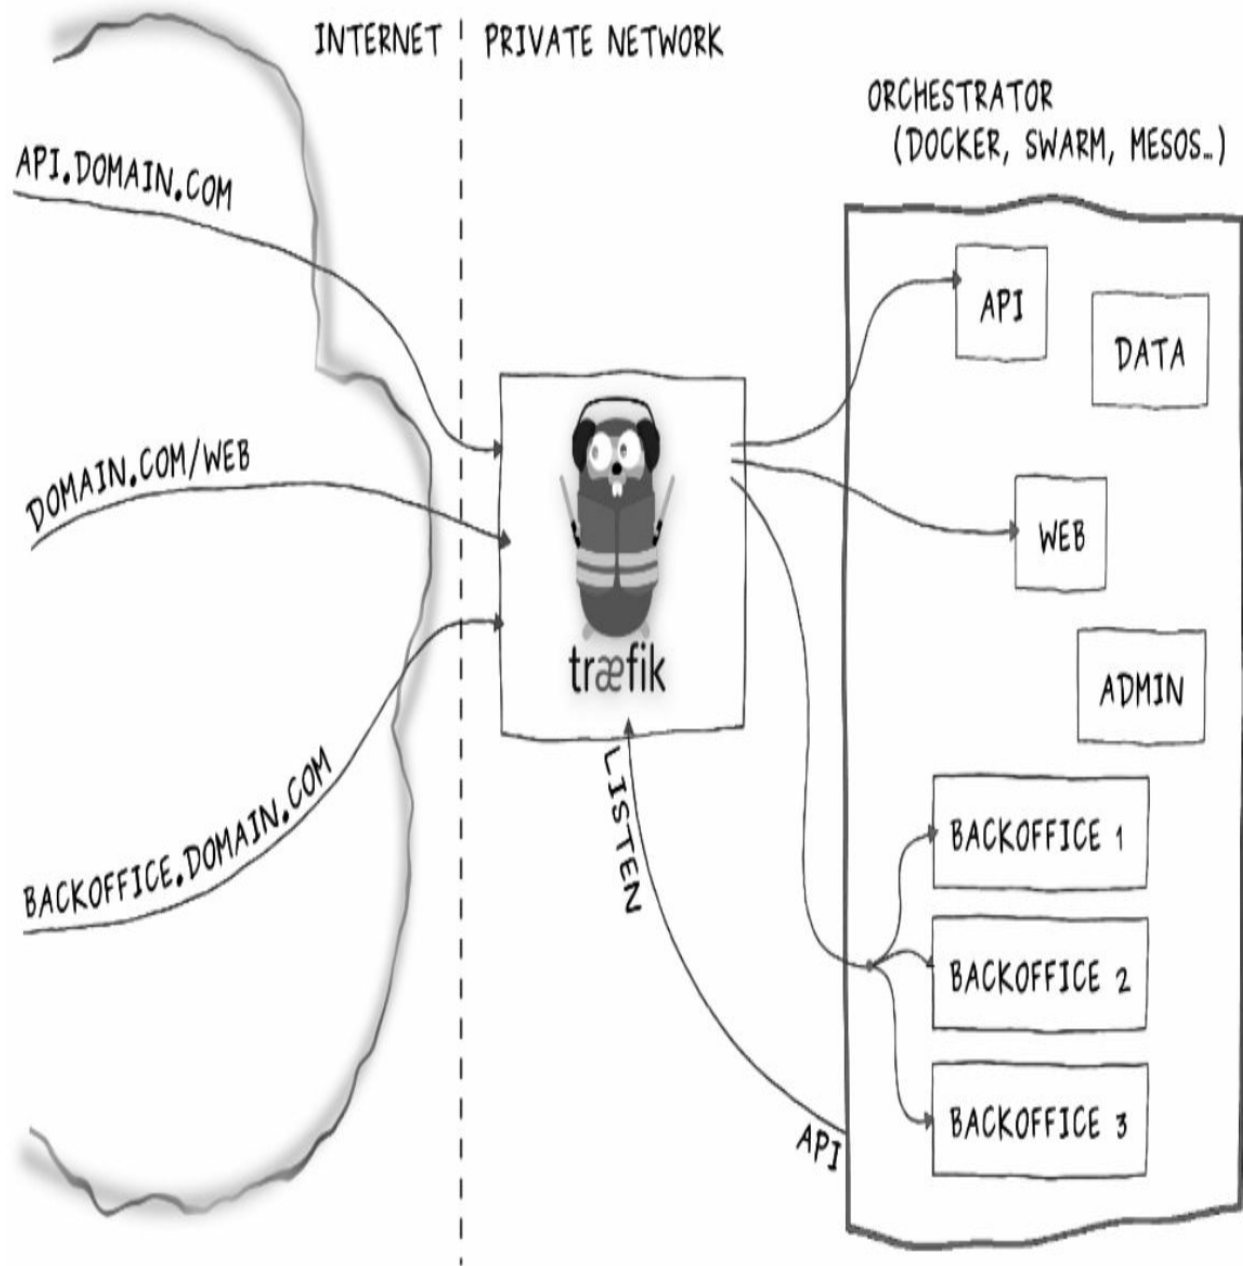 INTERNET
PRIVATE NETWORK
ORCHESTRATOR
(DOCKER, SWARM, MESOS...)
API.DOMAIN.COM
DOMAIN.COM/WEB
BACKOFFICE.DOMAIN.COM
træfik
LISTEN
API
API
DATA
WEB
ADMIN
BACKOFFICE 1
BACKOFFICE 2
BACKOFFICE 3